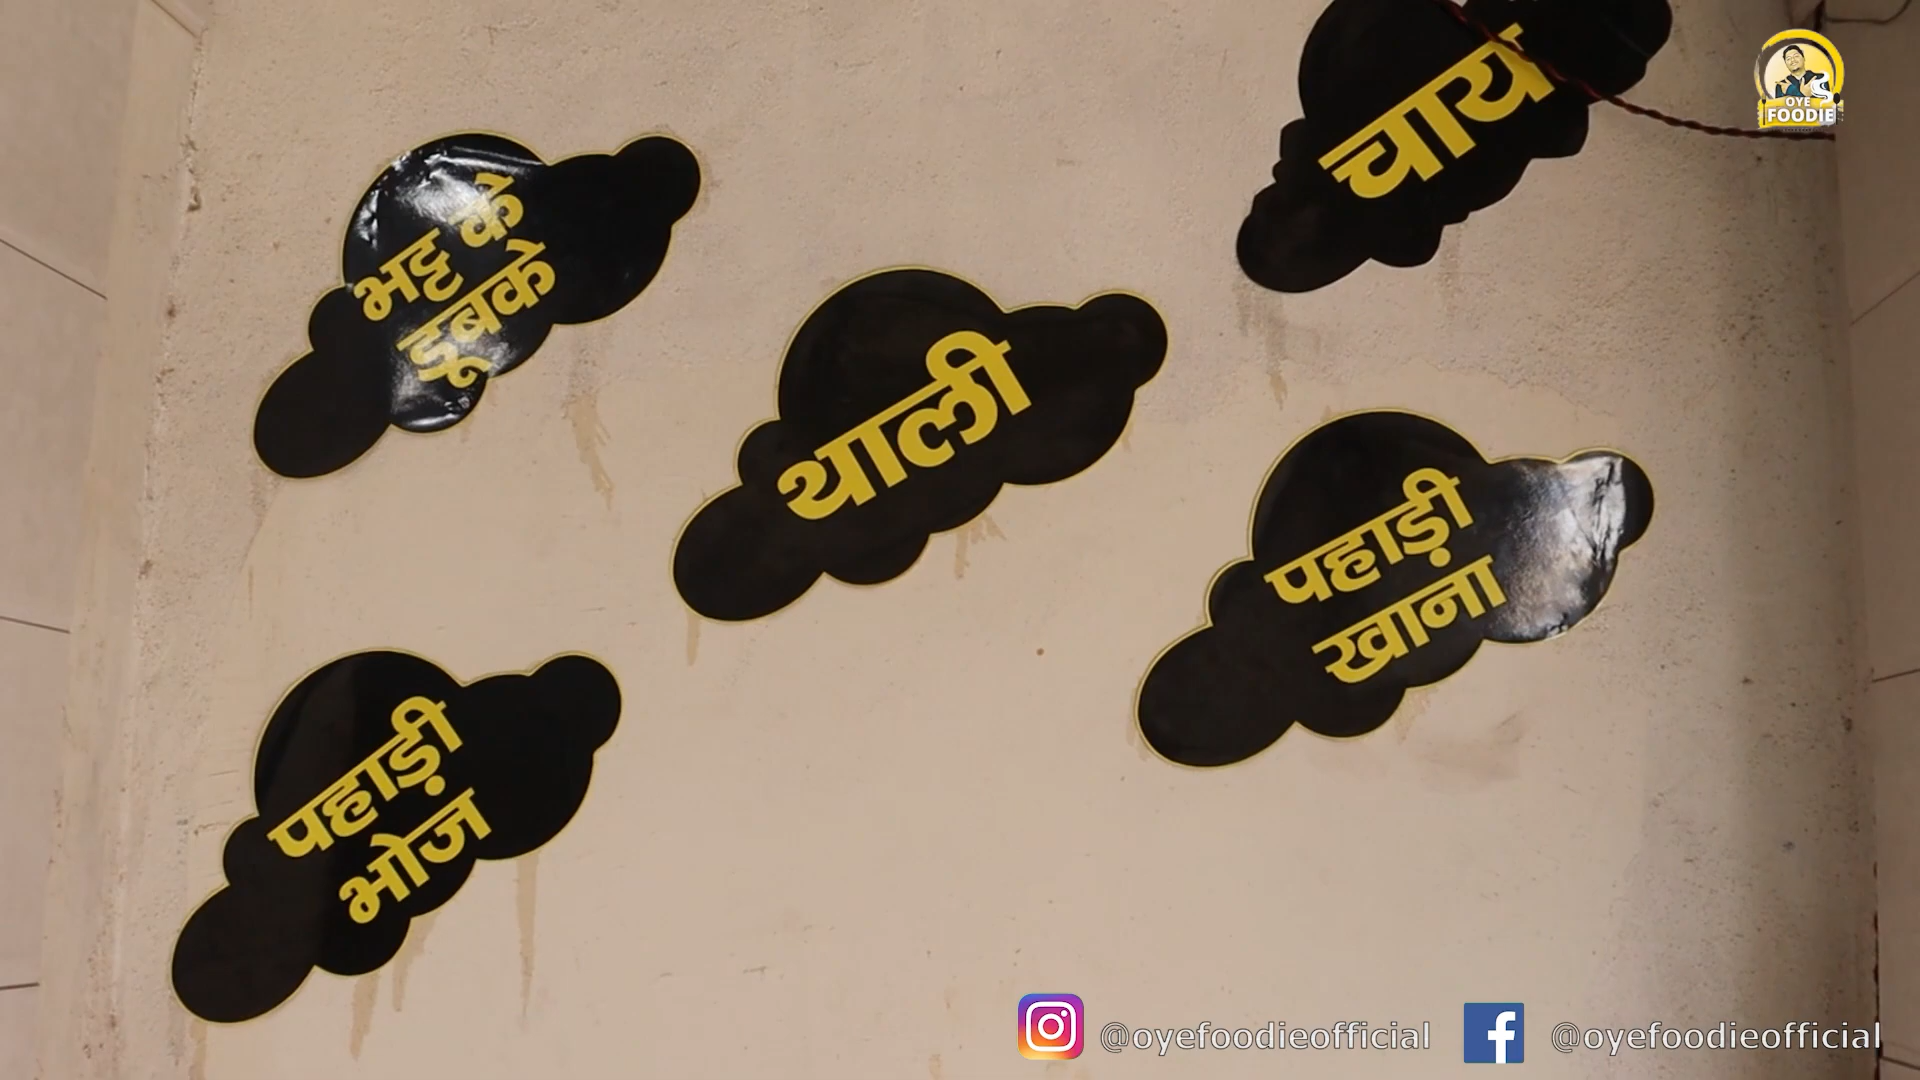 चाय
OYE
FOODIE
भट्ट के
डूबके
थाली
पहाड़ी
खाना
पहाड़ी
भोज
@oyefoodieofficial
@oyefoodieofficial